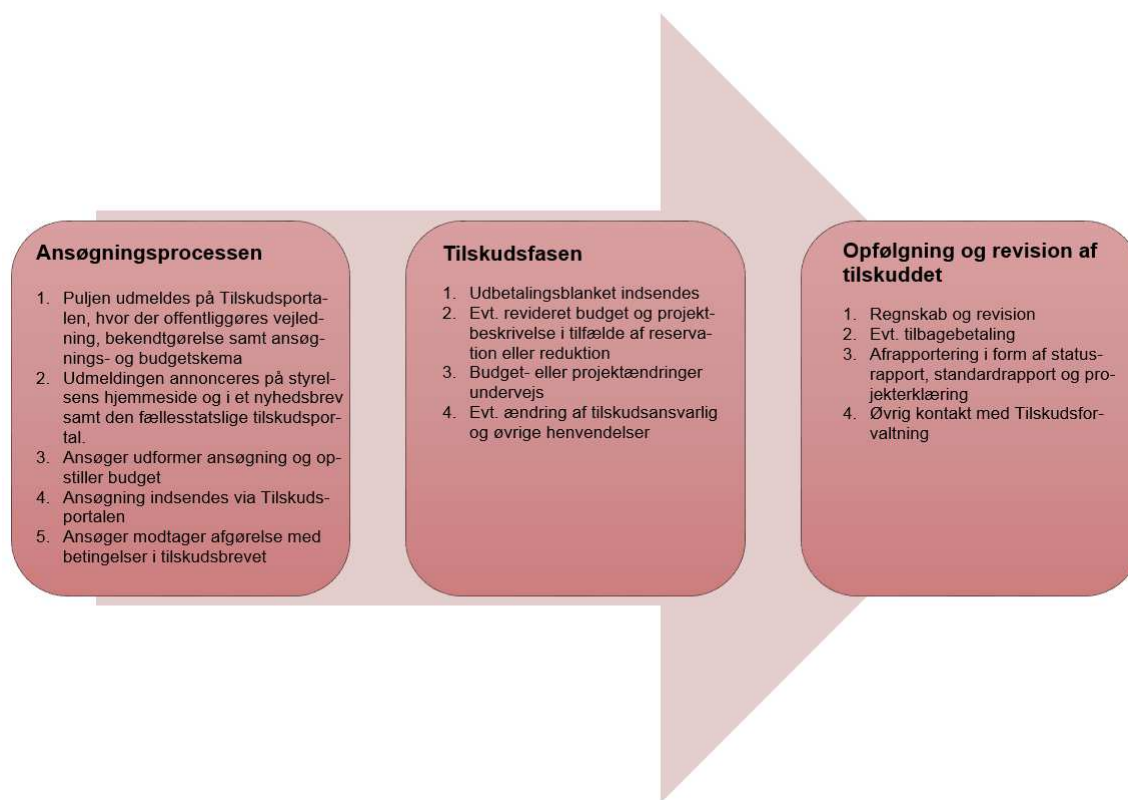 Ansøgningsprocessen
1. Puljen udmeldes på Tilskudsporta-
len, hvor der offentliggøres vejled-
ning, bekendtgørelse samt ansøg-
nings- og budgetskema
2. Udmeldingen annonceres på styrel-
sens hjemmeside og i et nyhedsbrev
samt den fællesstatslige tilskudspor-
tal.
3. Ansøger udformer ansøgning og op-
stiller budget
4. Ansøgning indsendes via Tilskuds-
portalen
5. Ansøger modtager afgørelse med
betingelser i tilskudsbrevet
Tilskudsfasen
1. Udbetalingsblanket indsendes
2. Evt. revideret budget og projekt-
beskrivelse i tilfælde af reserva-
tion eller reduktion
3. Budget- eller projektændringer
undervejs
4. Evt. ændring af tilskudsansvarlig
og øvrige henvendelser
Opfølgning og revision af
tilskuddet
1. Regnskab og revision
2. Evt. tilbagebetaling
3. Afrapportering i form af status-
rapport, standardrapport og pro-
jekterklæring
4. Øvrig kontakt med Tilskudsfor-
valtning